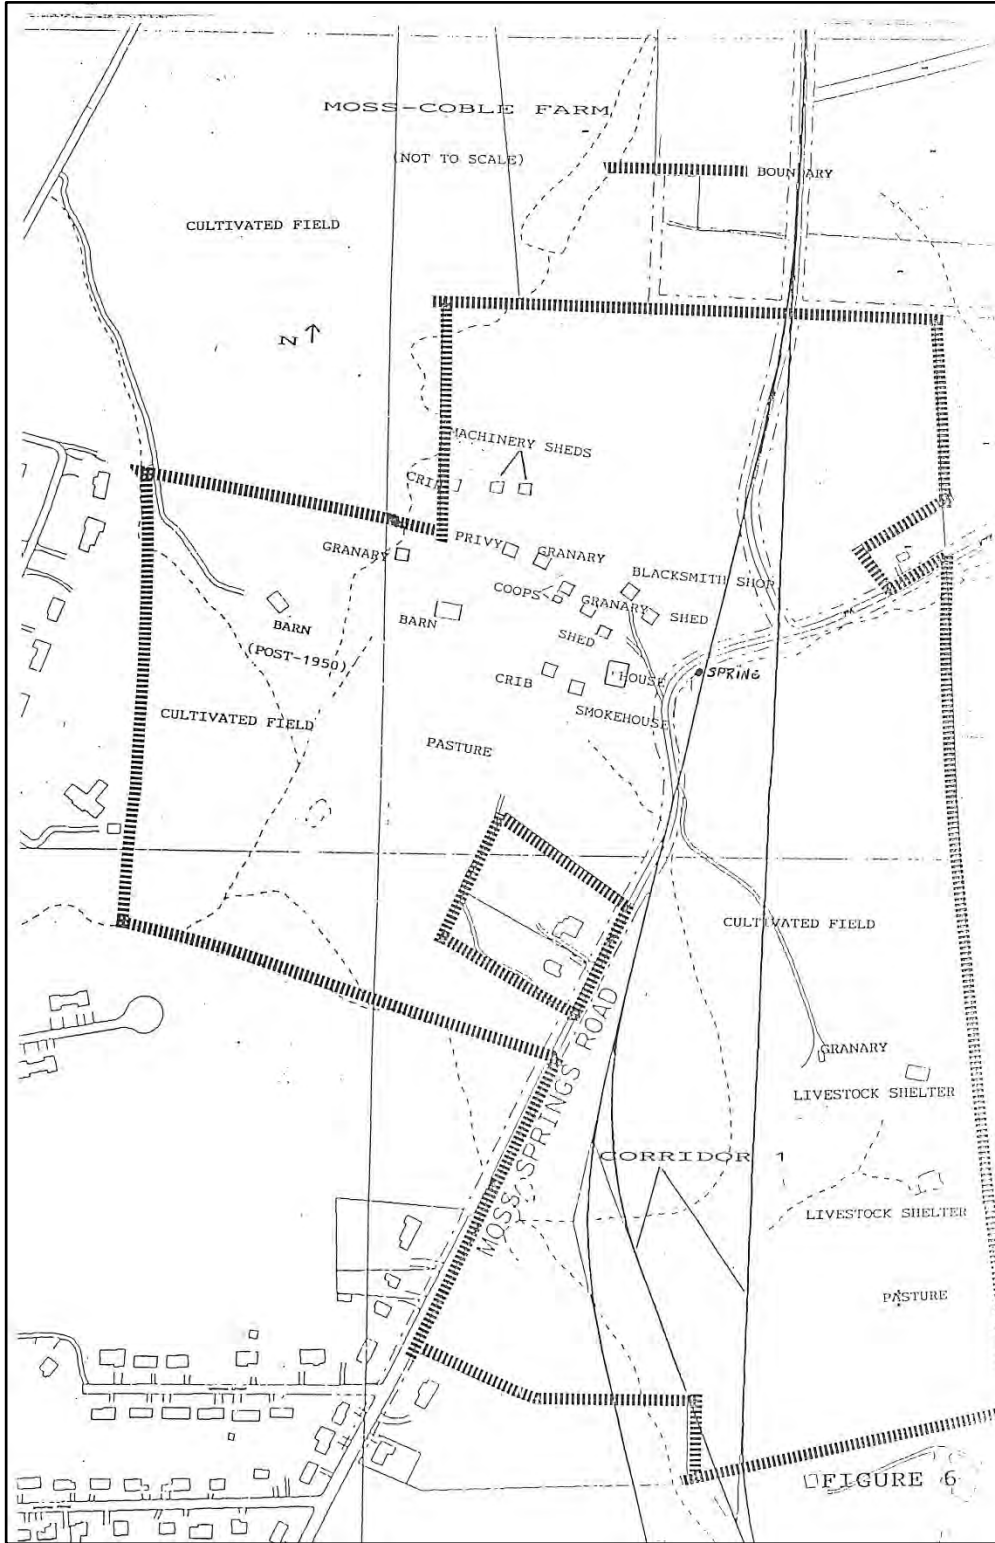 MOSS-COBLE FARM
(NOT TO SCALE)
BOUNDARY
CULTIVATED FIELD
N
MACHINERY SHEDS
CRIB
PRIVY
GRANARY
GRANARY
BLACKSMITH SHOP
COOPS
GRANARY
SHED
BARN
BARN
(POST-1950)
SHED
HOUSE
SPRING
CRIB
SMOKEHOUSE
CULTIVATED FIELD
PASTURE
CULTIVATED FIELD
MOSS SPRINGS ROAD
GRANARY
LIVESTOCK SHELTER
CORRIDOR 1
LIVESTOCK SHELTER
PASTURE
FIGURE 6